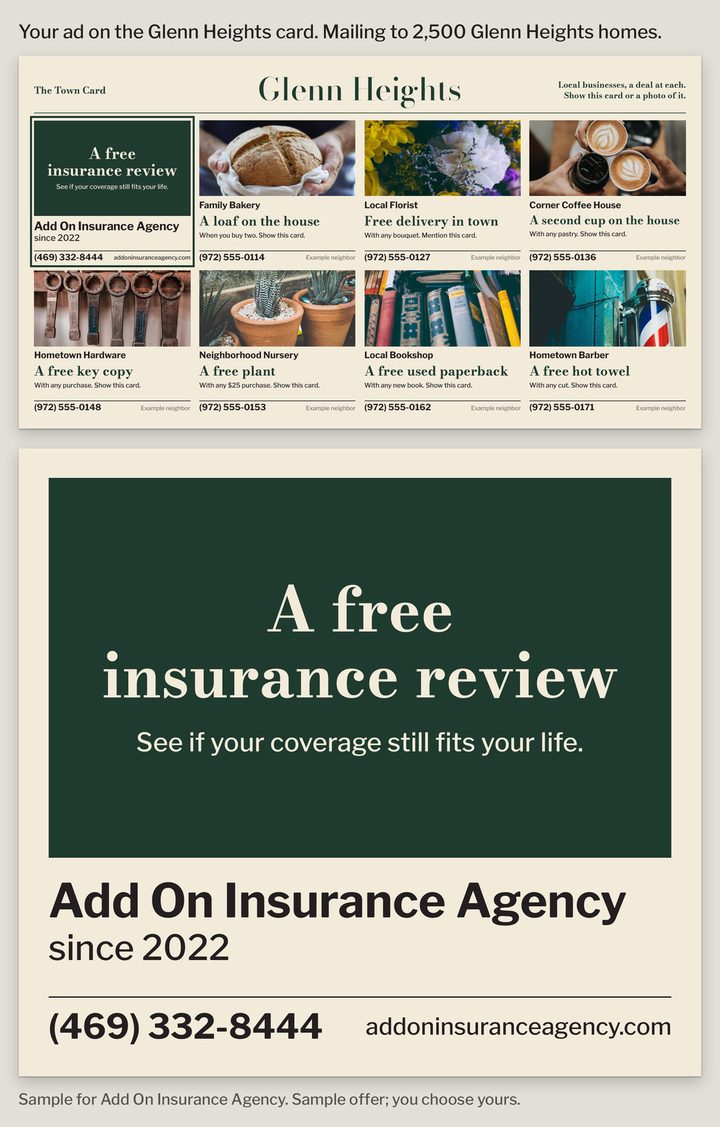 Your ad on the Glenn Heights card. Mailing to 2,500 Glenn Heights homes.
The Town Card
Glenn Heights
Local businesses, a deal at each.
Show this card or a photo of it.
A free
insurance review
See if your coverage still fits your life.
Add On Insurance Agency
since 2022
(469) 332-8444 addoninsuranceagency.com
Family Bakery
A loaf on the house
When you buy two. Show this card.
(972) 555-0114 Example neighbor
Local Florist
Free delivery in town
With any bouquet. Mention this card.
(972) 555-0127 Example neighbor
Corner Coffee House
A second cup on the house
With any pastry. Show this card.
(972) 555-0136 Example neighbor
Hometown Hardware
A free key copy
With any purchase. Show this card.
(972) 555-0148 Example neighbor
Neighborhood Nursery
A free plant
With any $25 purchase. Show this card.
(972) 555-0153 Example neighbor
Local Bookshop
A free used paperback
With any new book. Show this card.
(972) 555-0162 Example neighbor
Hometown Barber
A free hot towel
With any cut. Show this card.
(972) 555-0171 Example neighbor
A free
insurance review
See if your coverage still fits your life.
Add On Insurance Agency
since 2022
(469) 332-8444 addoninsuranceagency.com
Sample for Add On Insurance Agency. Sample offer; you choose yours.